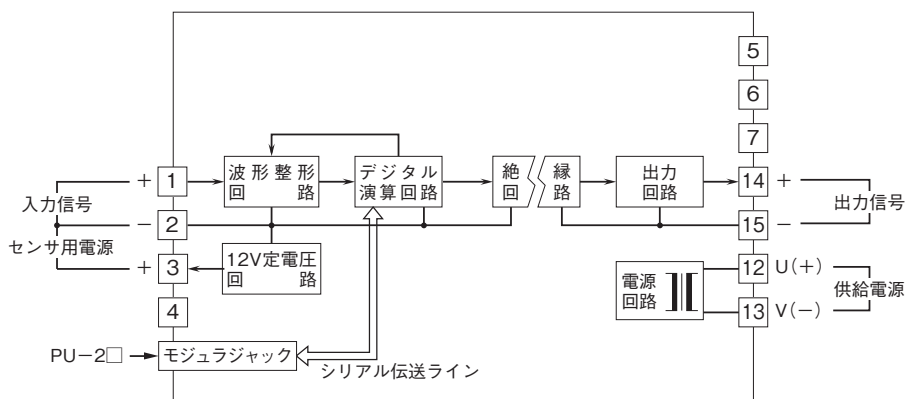 5
6
7
波形整形
回　　路
デジタル
演算回路
絶
回
縁
路
出力
回路
＋ 1
14 ＋
入力信号
出力信号
－ 2
15 －
センサ用電源
＋ 3
12V定電圧
回　　路
12 U(＋)
電源
回路
供給電源
4
13 V(－)
PU－2□
モジュラジャック
シリアル伝送ライン